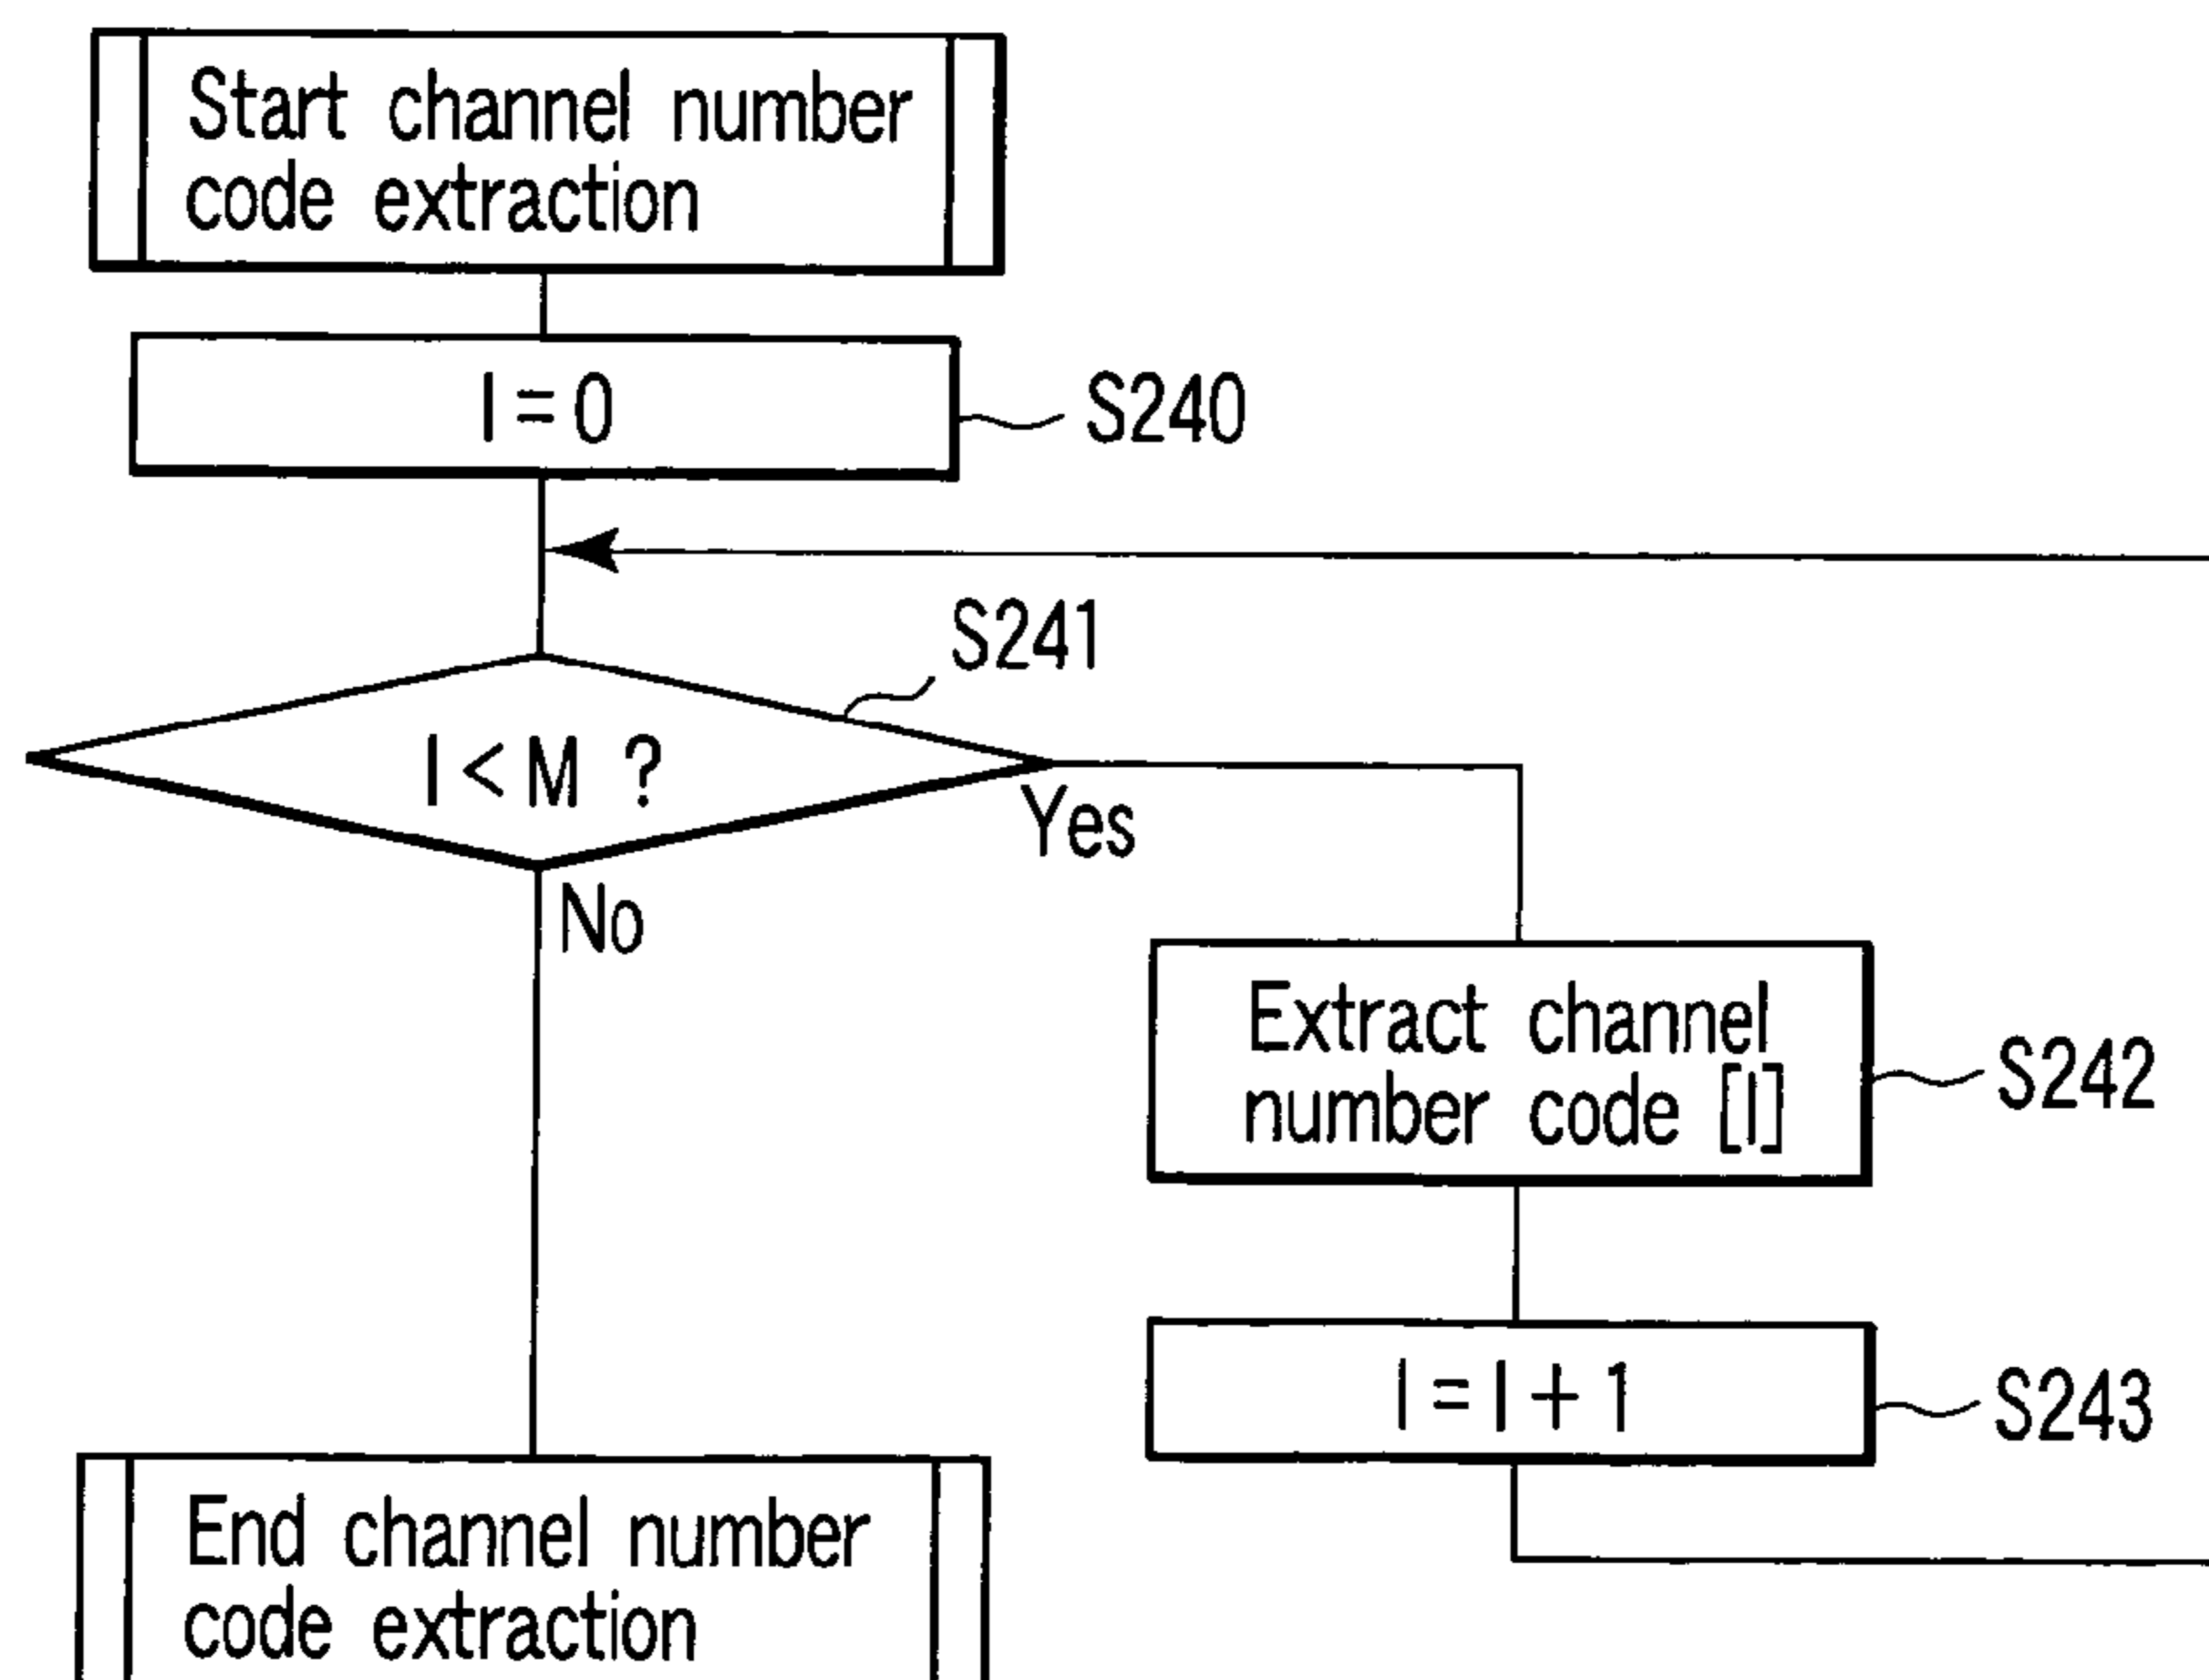 Start channel number
code extraction
I = 0
S240
S241
I < M ?
Yes
No
Extract channel
number code [I]
S242
I = I + 1
S243
End channel number
code extraction